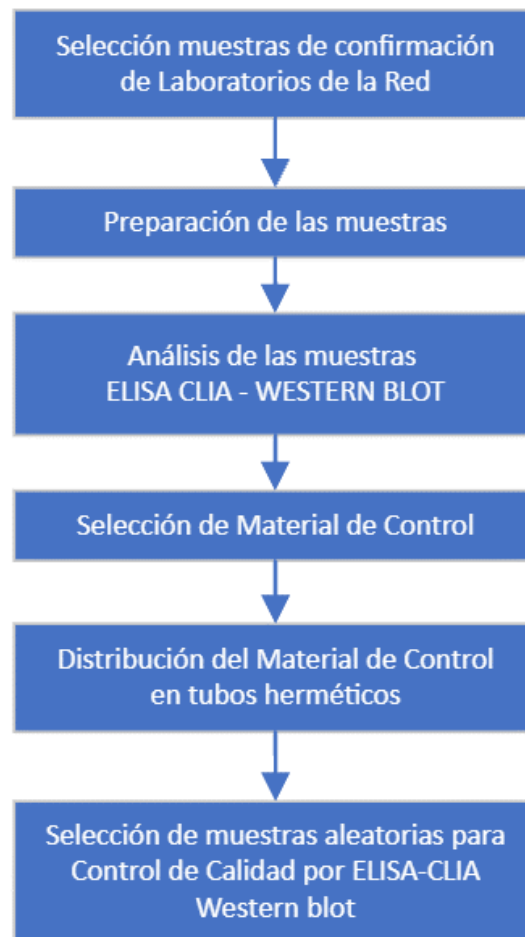 Selección muestras de confirmación
de Laboratorios de la Red
Preparación de las muestras
Análisis de las muestras
ELISA CLIA - WESTERN BLOT
Selección de Material de Control
Distribución del Material de Control
en tubos herméticos
Selección de muestras aleatorias para
Control de Calidad por ELISA-CLIA
Western blot